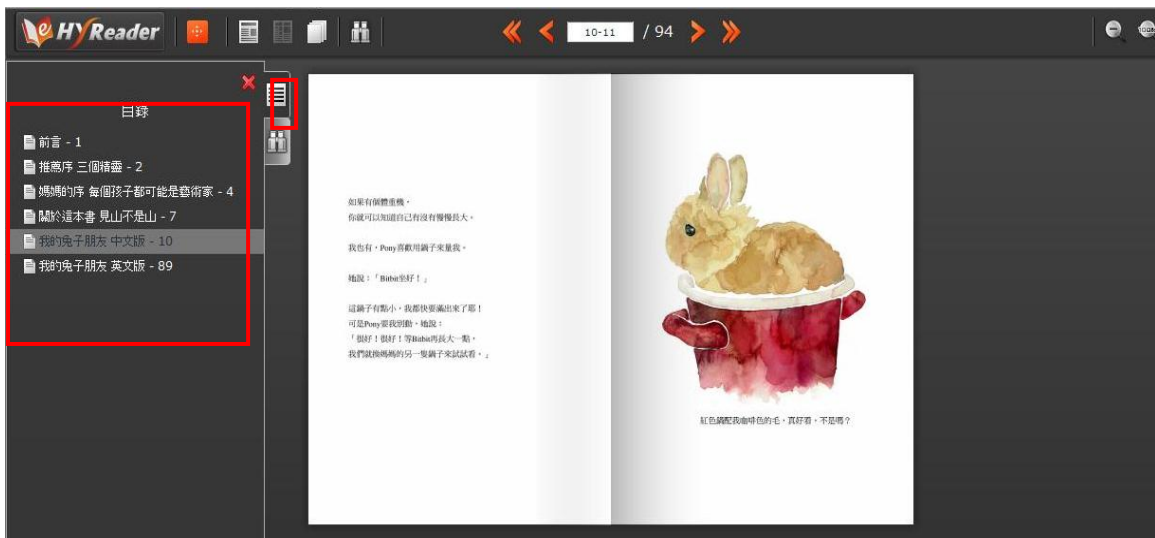 HyReader
10-11 / 94
100%
目錄
前言 - 1
推薦序 三個精靈 - 2
媽媽的序 每個孩子都可能是藝術家 - 4
關於這本書 見山不是山 - 7
我的兔子朋友 中文版 - 10
我的兔子朋友 英文版 - 89
如果有個體重機，
你就可以知道自己有沒有慢慢長大。
我也有，Pony喜歡用鍋子來量我。
她說：「Bitbit坐好！」
這鍋子有點小，我都快要滿出來了耶！
可是Pony要我別動，她說：
「很好！很好！等Bitbit再長大一點，
我們就換媽媽的另一隻鍋子來試試看。」
紅色鍋配我咖啡色的毛，真好看，不是嗎？